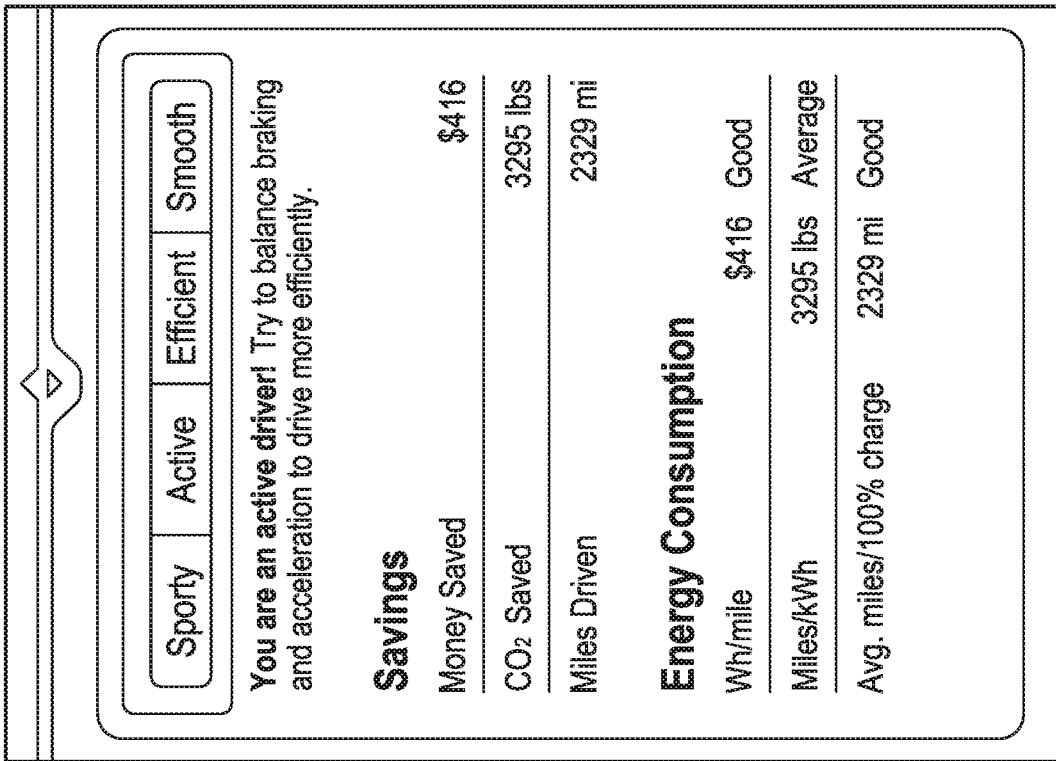 Sporty Active Efficient Smooth
You are an active driver! Try to balance braking
and acceleration to drive more efficiently.
Savings
Money Saved $416
CO₂ Saved 3295 lbs
Miles Driven 2329 mi
Energy Consumption
Wh/mile $416 Good
Miles/kWh 3295 lbs Average
Avg. miles/100% charge 2329 mi Good